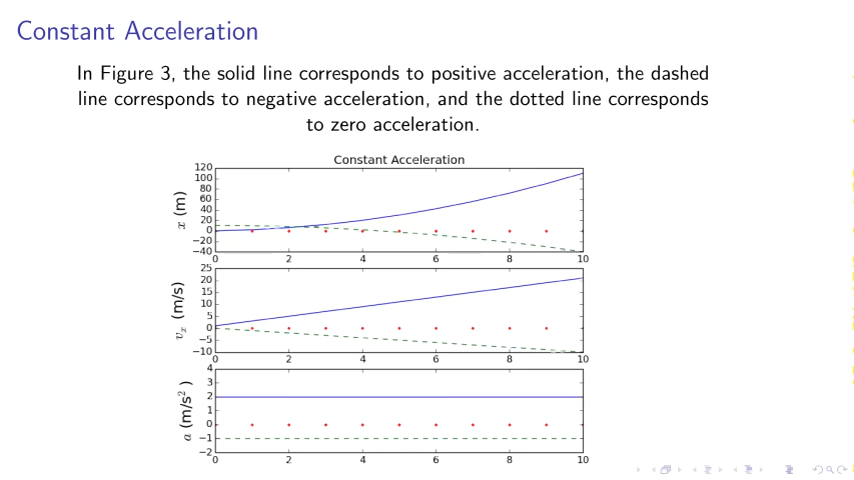 Constant Acceleration
In Figure 3, the solid line corresponds to positive acceleration, the dashed
line corresponds to negative acceleration, and the dotted line corresponds
to zero acceleration.
Constant Acceleration
120
100
80
60
40
20
0
−20
−40
x (m)
0 2 4 6 8 10
25
20
15
10
5
0
−5
−10
vₓ (m/s)
0 2 4 6 8 10
4
3
2
1
0
−1
−2
a (m/s²)
0 2 4 6 8 10